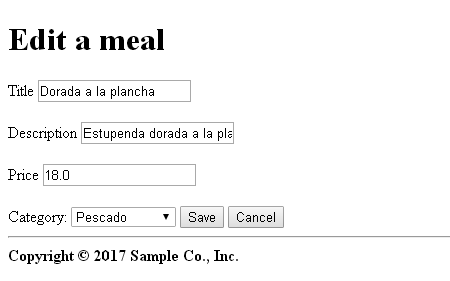 Edit a meal
Title Dorada a la plancha
Description Estupenda dorada a la pla
Price 18.0
Category: Pescado Save Cancel
Copyright © 2017 Sample Co., Inc.